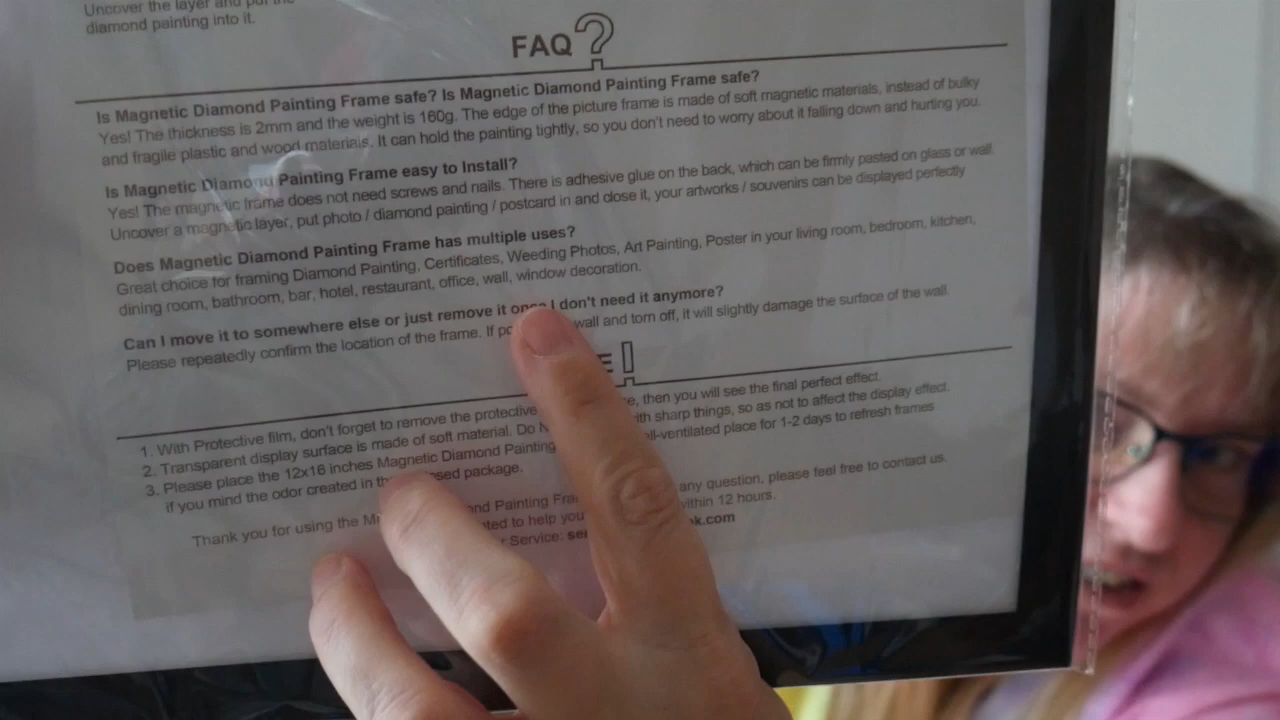 Uncover the layer and put the
diamond painting into it.
FAQ?
Is Magnetic Diamond Painting Frame safe? Is Magnetic Diamond Painting Frame safe?
Yes! The thickness is 2mm and the weight is 160g. The edge of the picture frame is made of soft magnetic materials, instead of bulky
and fragile plastic and wood materials. It can hold the painting tightly, so you don't need to worry about it falling down and hurting you.
Is Magnetic Diamond Painting Frame easy to Install?
Yes! The magnetic frame does not need screws and nails. There is adhesive glue on the back, which can be firmly pasted on glass or wall.
Uncover a magnetic layer, put photo / diamond painting / postcard in and close it, your artworks / souvenirs can be displayed perfectly
Does Magnetic Diamond Painting Frame has multiple uses?
Great choice for framing Diamond Painting, Certificates, Weeding Photos, Art Painting, Poster in your living room, bedroom, kitchen,
dining room, bathroom, bar, hotel, restaurant, office, wall, window decoration.
Can I move it to somewhere else or just remove it once I don't need it anymore?
Please repeatedly confirm the location of the frame. If wall and torn off, it will slightly damage the surface of the wall.
1. With Protective film, don't forget to remove the protective then you will see the final perfect effect.
2. Transparent display surface is made of soft material. Do with sharp things, so as not to affect the display effect.
3. Please place the 12x16 inches Magnetic Diamond Painting well-ventilated place for 1-2 days to refresh frames
if you mind the odor created in the package.
Thank you for using the Painting any question, please feel free to contact us.
to help you within 12 hours.
Service: